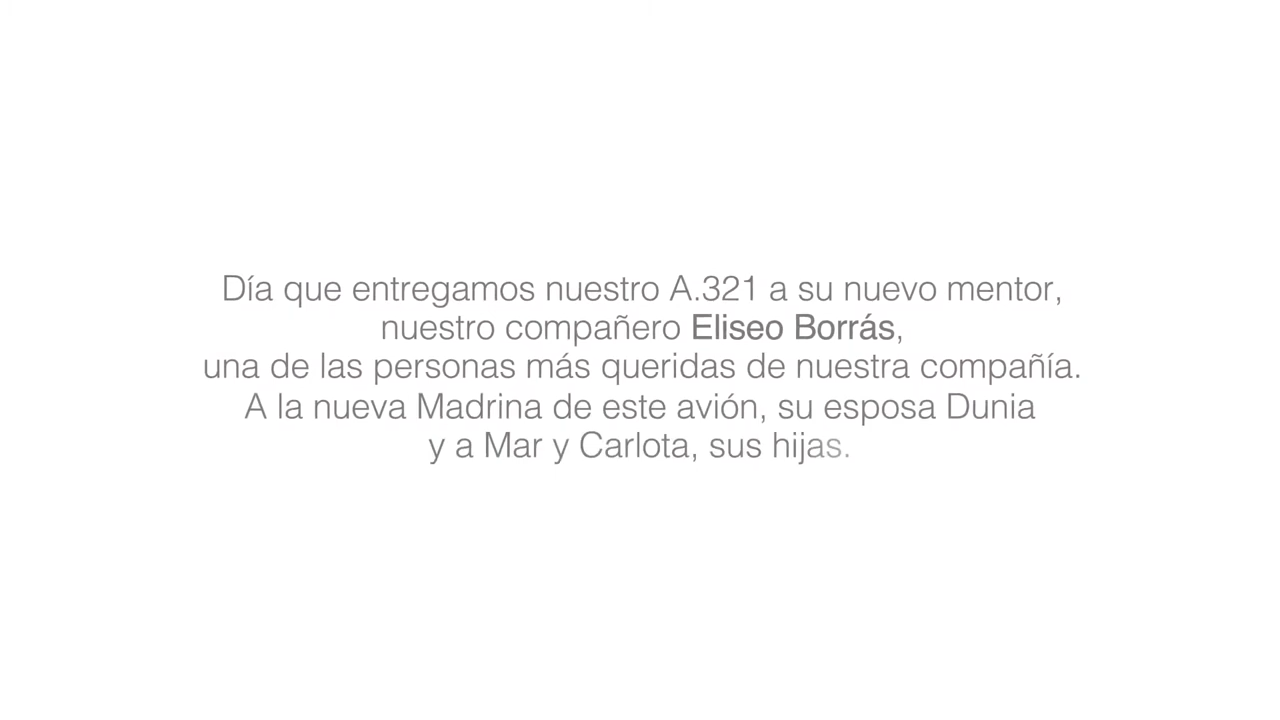 Día que entregamos nuestro A.321 a su nuevo mentor,
nuestro compañero Eliseo Borrás,
una de las personas más queridas de nuestra compañía.
A la nueva Madrina de este avión, su esposa Dunia
y a Mar y Carlota, sus hijas.